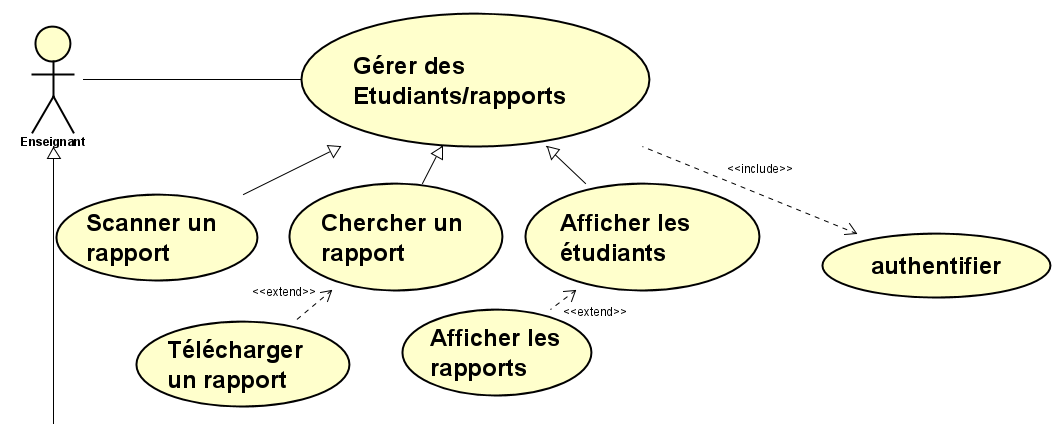 Gérer des
Etudiants/rapports
Enseignant
<<include>>
Scanner un
rapport
Chercher un
rapport
Afficher les
étudiants
authentifier
<<extend>>
<<extend>>
Télécharger
un rapport
Afficher les
rapports